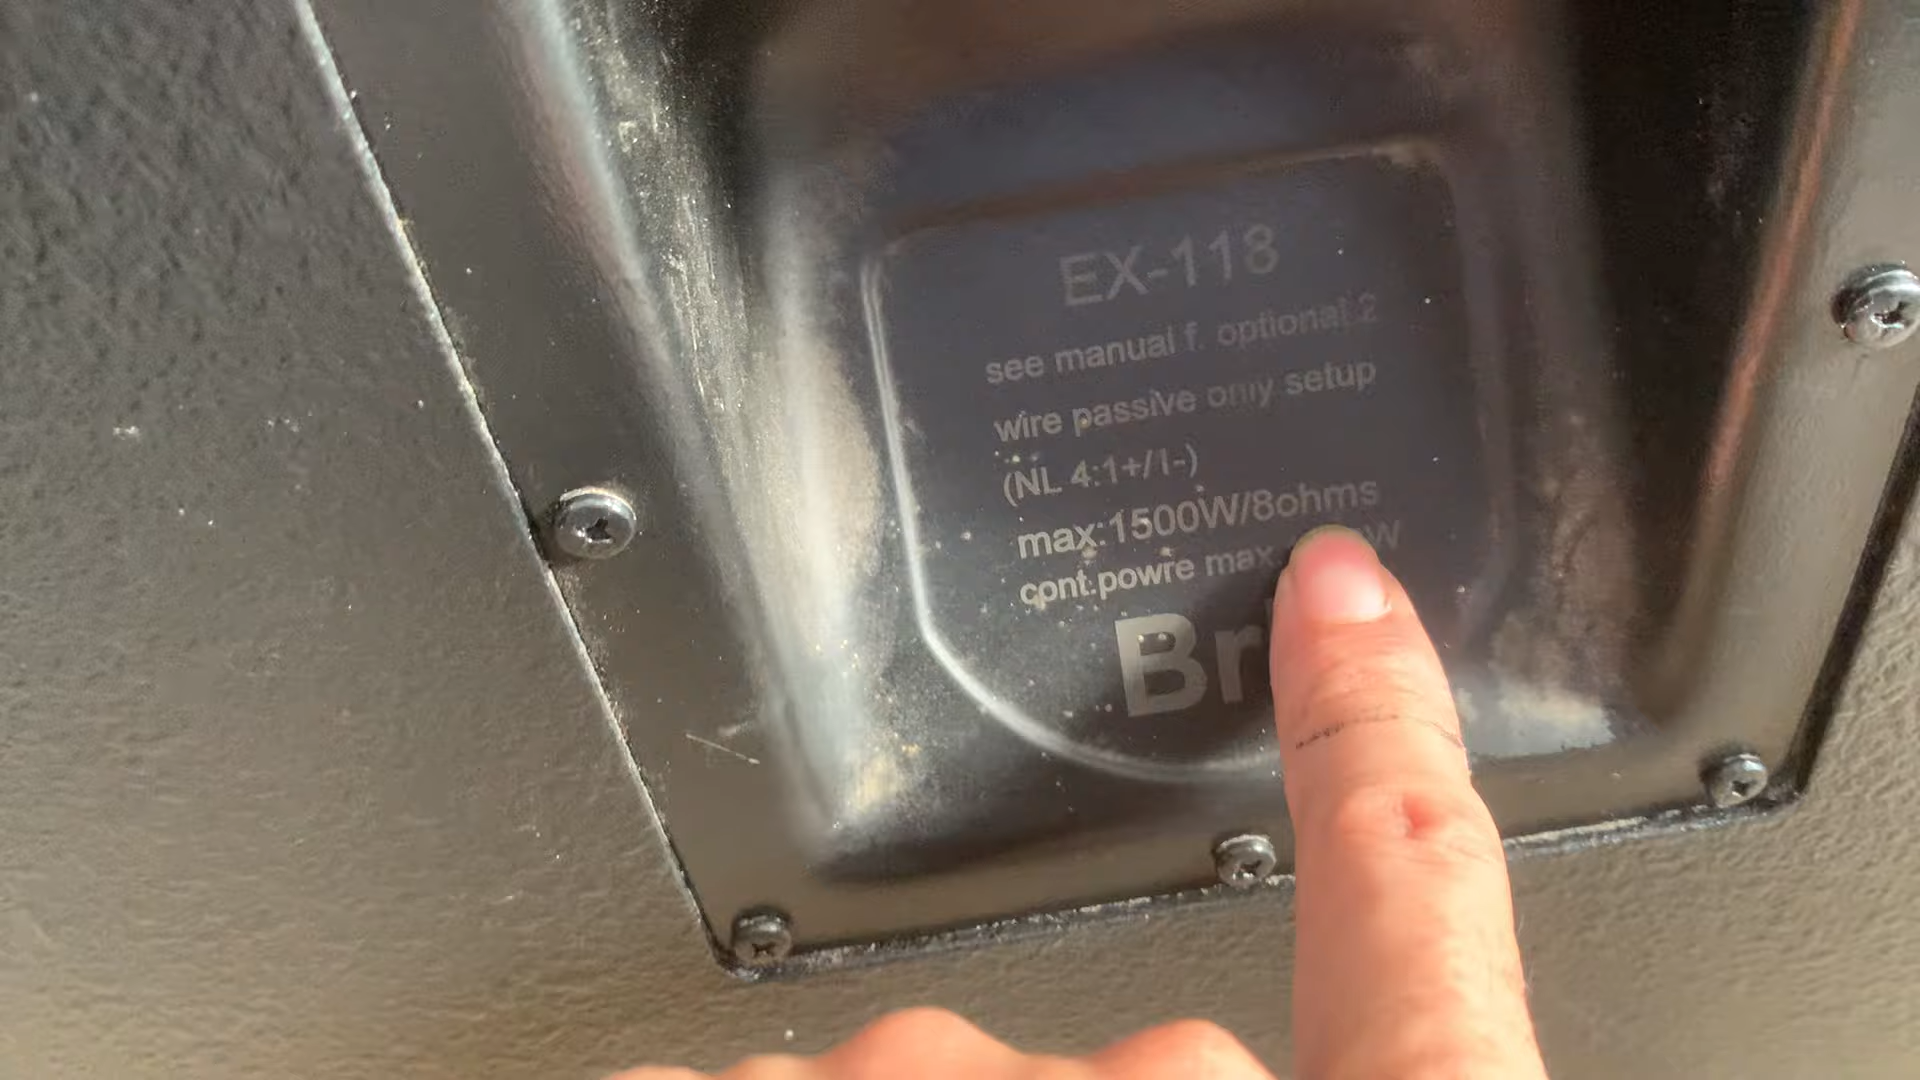 EX-118
see manual f. optional 2
wire passive only setup
(NL 4:1+/1-)
max:1500W/8ohms
cont.powre max
Br